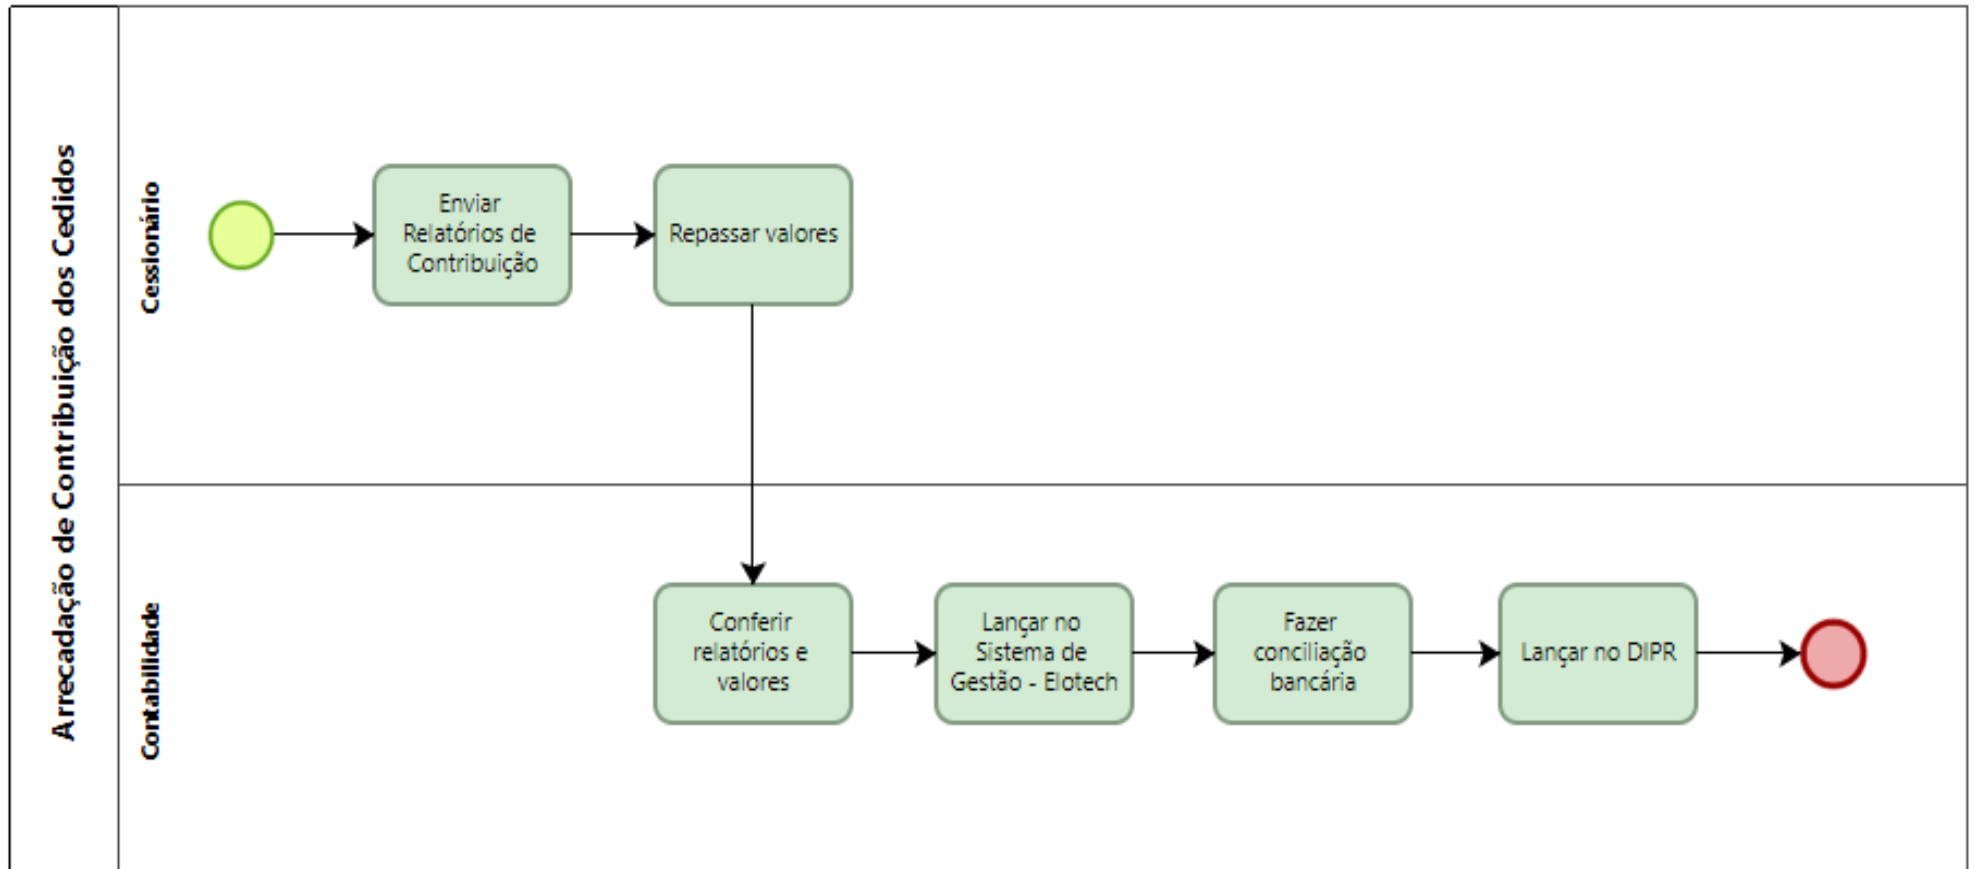 Arrecadação de Contribuição dos Cedidos
Cessionário
Enviar
Relatórios de
Contribuição
Repassar valores
Contabilidade
Conferir
relatórios e
valores
Lançar no
Sistema de
Gestão - Elotech
Fazer
conciliação
bancária
Lançar no DIPR